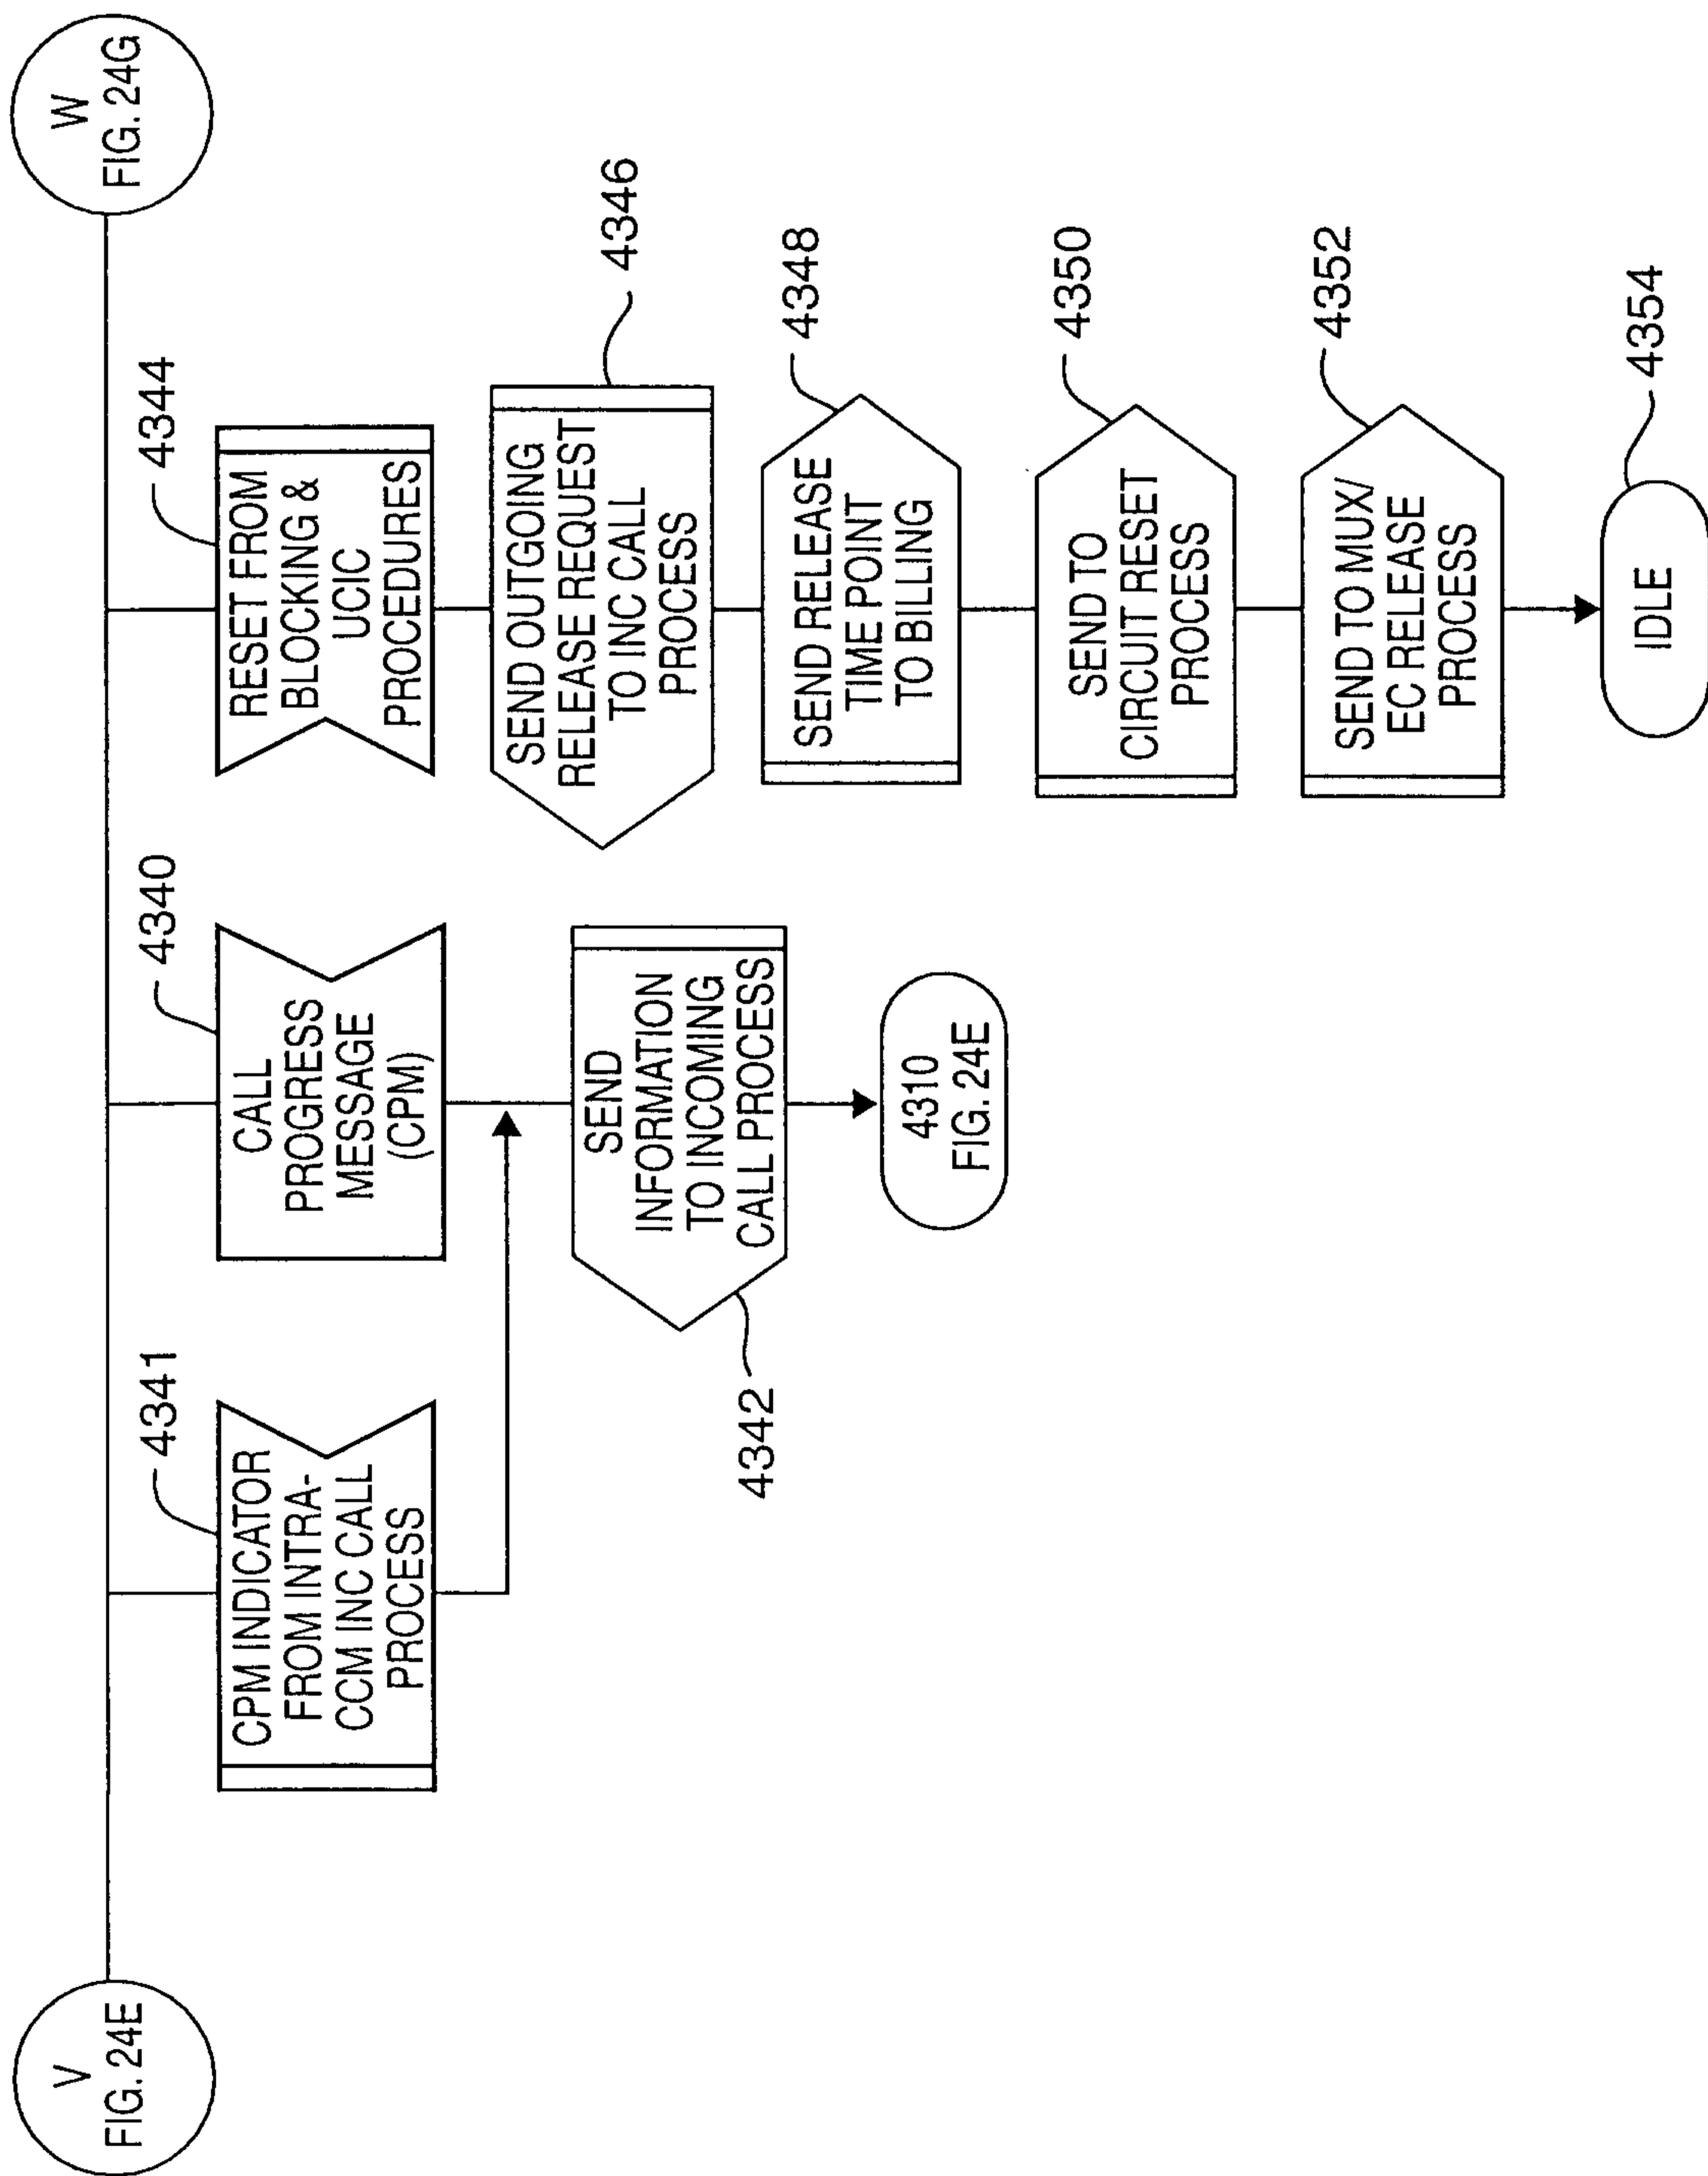 V
FIG. 24E
W
FIG. 24G
4341
CPM INDICATOR
FROM INTRA-
CCM INC CALL
PROCESS
4340
CALL
PROGRESS
MESSAGE
(CPM)
4342
SEND
INFORMATION
TO INCOMING
CALL PROCESS
4310
FIG. 24E
4344
RESET FROM
BLOCKING &
UCIC
PROCEDURES
4346
SEND OUTGOING
RELEASE REQUEST
TO INC CALL
PROCESS
4348
SEND RELEASE
TIME POINT
TO BILLING
4350
SEND TO
CIRCUIT RESET
PROCESS
4352
SEND TO MUX/
EC RELEASE
PROCESS
4354
IDLE